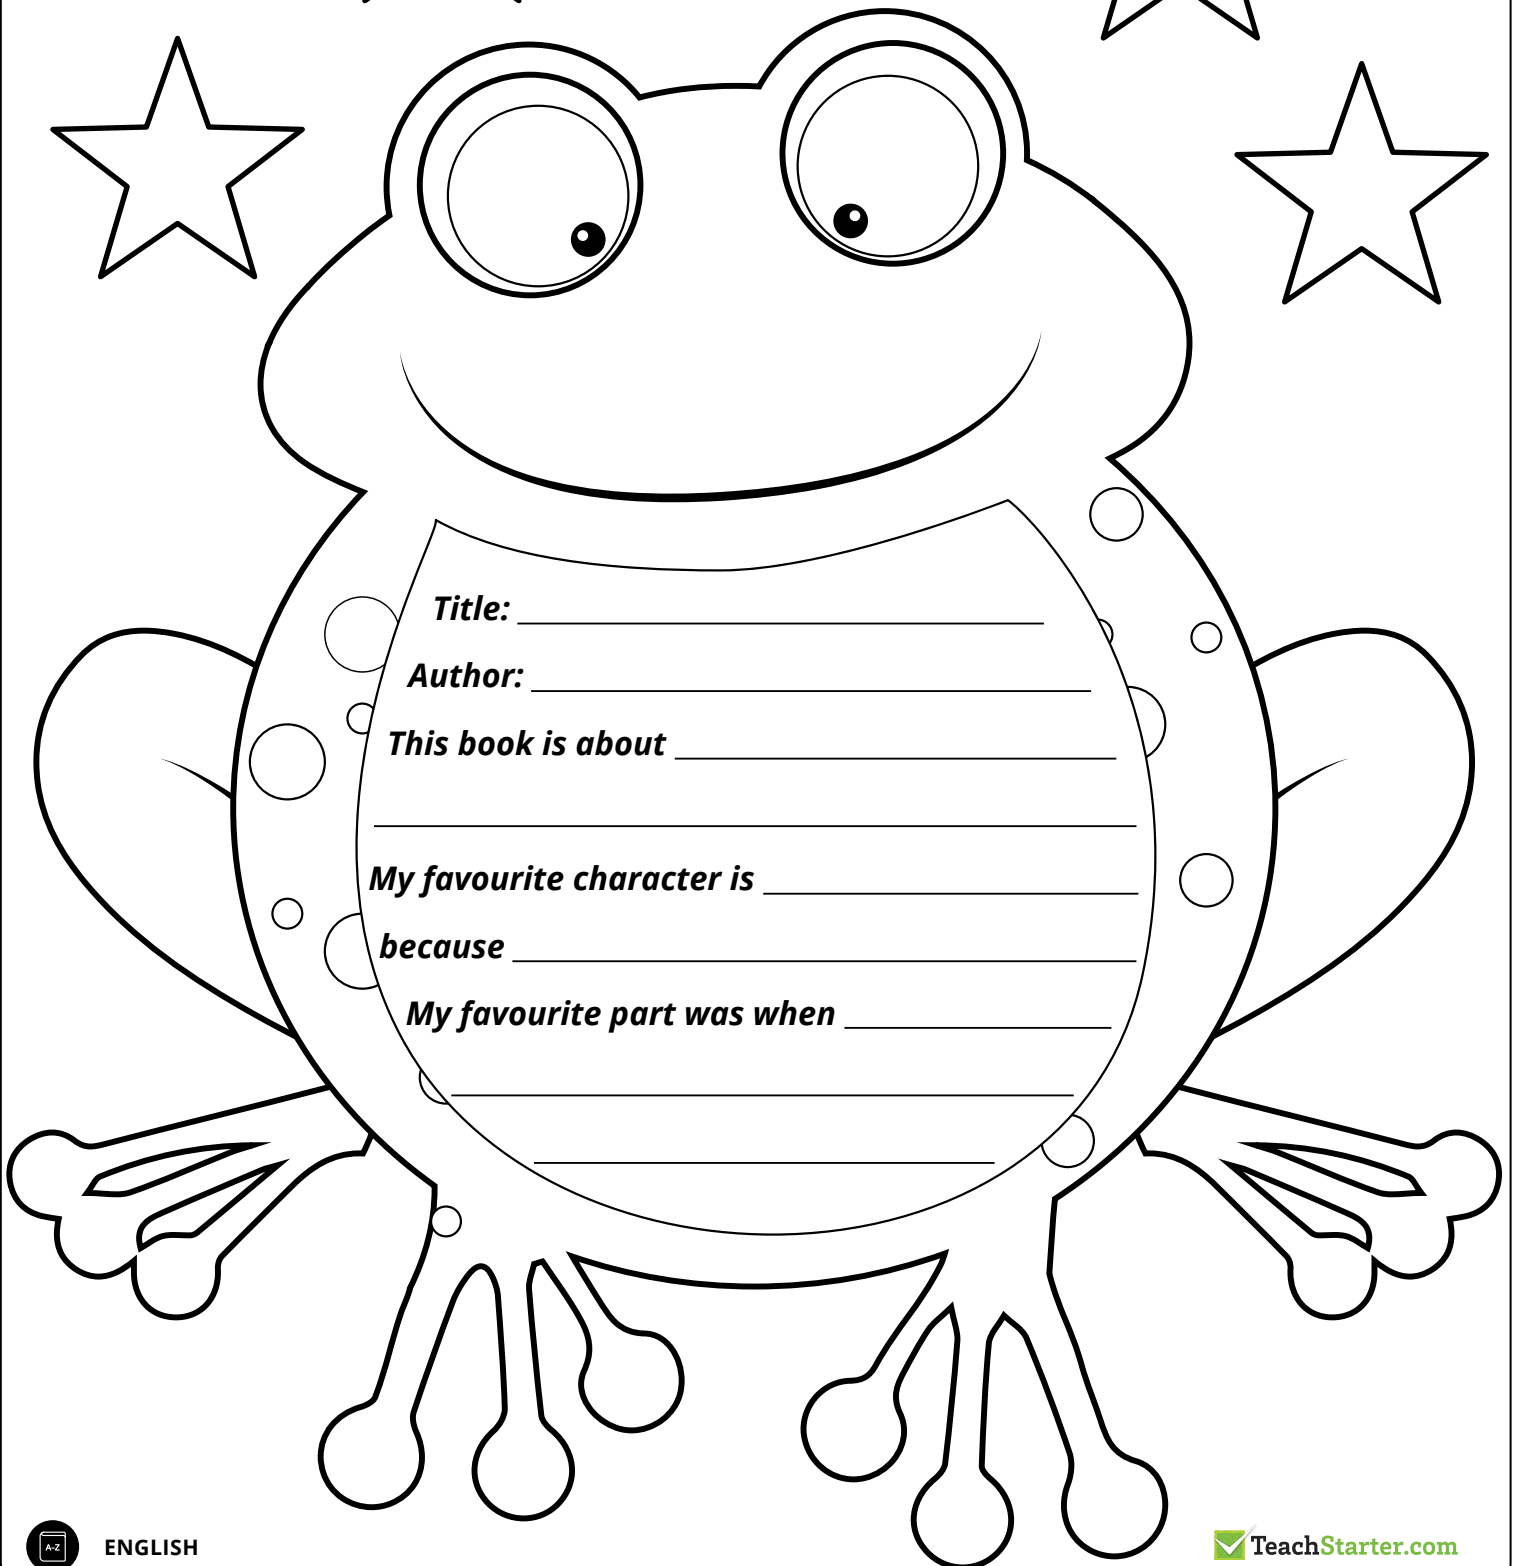 Title:
Author:
This book is about
My favourite character is
because
My favourite part was when
A-Z
ENGLISH
TeachStarter.com